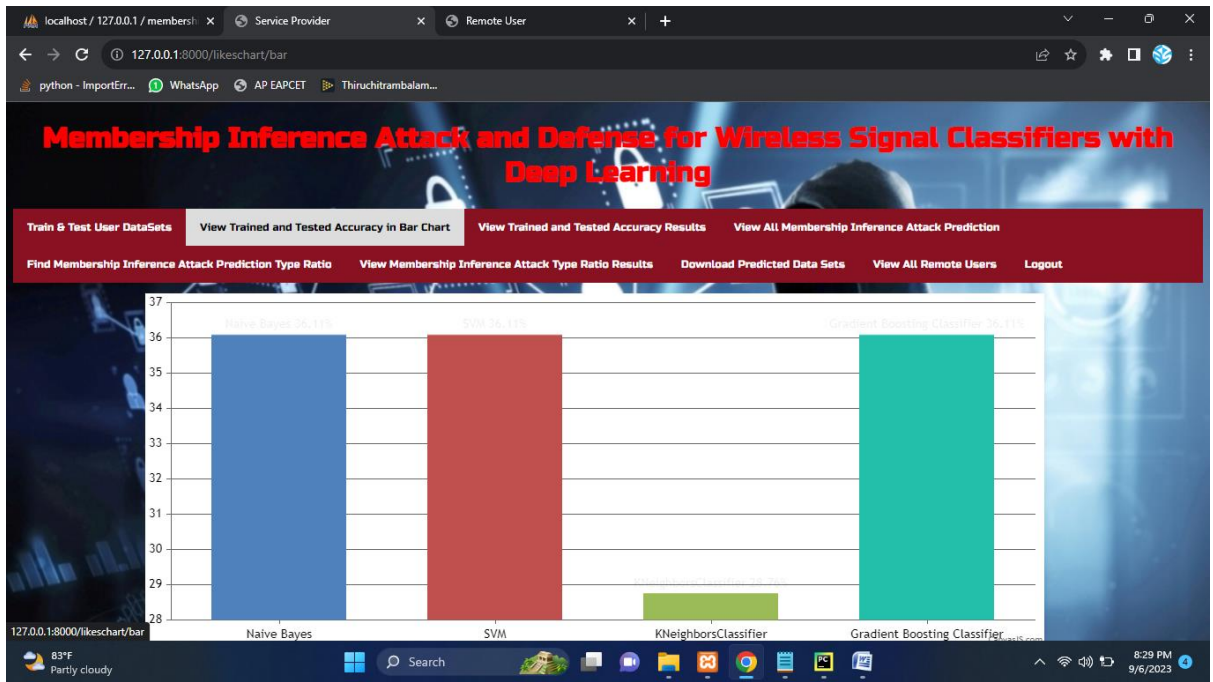 localhost / 127.0.0.1 / membersh
Service Provider
Remote User
127.0.0.1:8000/likeschart/bar
python - ImportErr...
WhatsApp
AP EAPCET
Thiruchitrambalam...
Membership Inference Attack and Defense for Wireless Signal Classifiers with
Deep Learning
Train & Test User DataSets
View Trained and Tested Accuracy in Bar Chart
View Trained and Tested Accuracy Results
View All Membership Inference Attack Prediction
Find Membership Inference Attack Prediction Type Ratio
View Membership Inference Attack Type Ratio Results
Download Predicted Data Sets
View All Remote Users
Logout
37
Naive Bayes 36.11%
SVM 36.11%
Gradient Boosting Classifier 36.11%
36
35
34
33
32
31
30
KNeighborsClassifier 28.76%
29
28
Naive Bayes
SVM
KNeighborsClassifier
Gradient Boosting Classifier
127.0.0.1:8000/likeschart/bar
83°F
Partly cloudy
Search
8:29 PM
9/6/2023
4